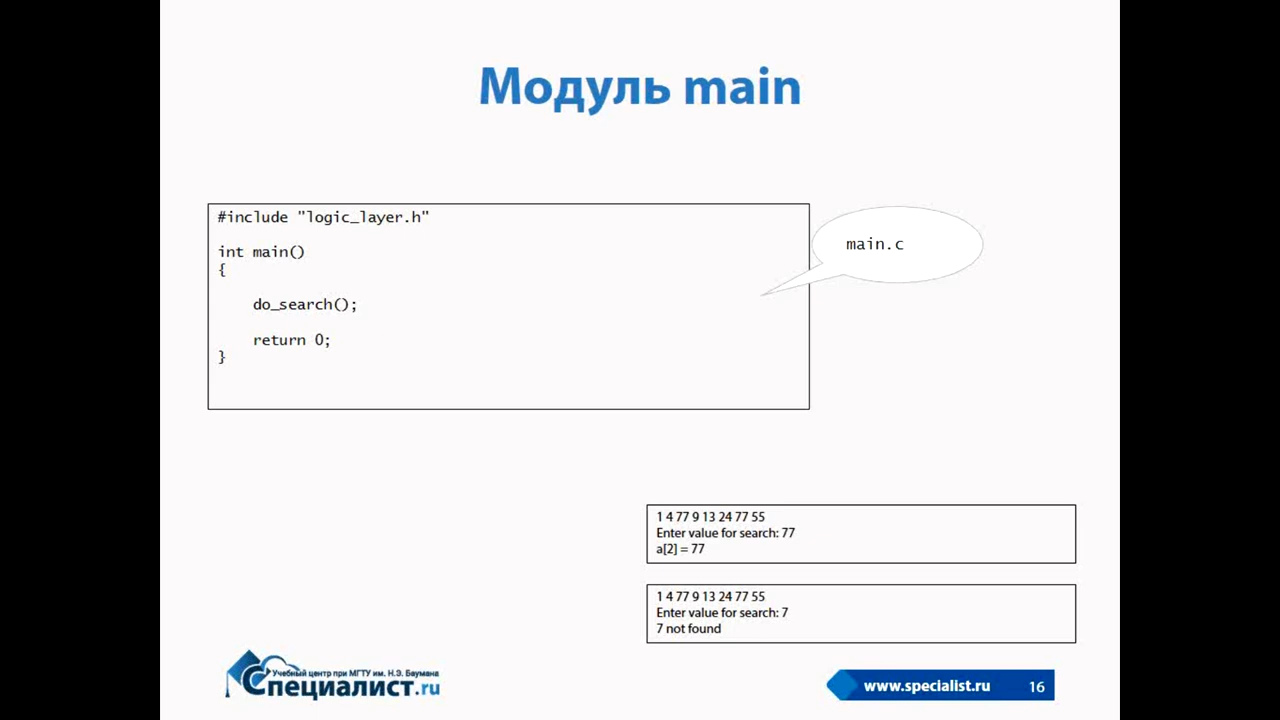 Модуль main
#include "logic_layer.h"
int main()
{
do_search();
return 0;
}
main.c
1 4 77 9 13 24 77 55
Enter value for search: 77
a[2] = 77
1 4 77 9 13 24 77 55
Enter value for search: 7
7 not found
Учебный центр при МГТУ им. Н.Э. Баумана
Специалист.ru
www.specialist.ru 16